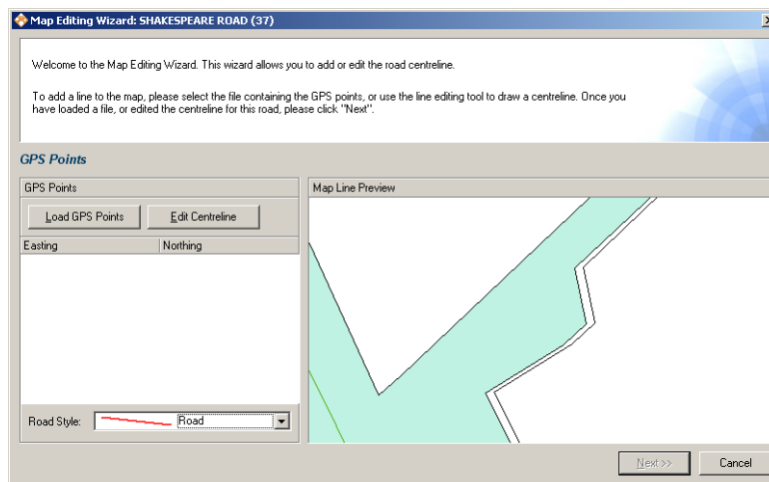 Map Editing Wizard: SHAKESPEARE ROAD (37)
Welcome to the Map Editing Wizard. This wizard allows you to add or edit the road centreline.
To add a line to the map, please select the file containing the GPS points, or use the line editing tool to draw a centreline. Once you
have loaded a file, or edited the centreline for this road, please click "Next".
GPS Points
GPS Points
Map Line Preview
Load GPS Points
Edit Centreline
Easting
Northing
Road Style:
Road
Next >>
Cancel